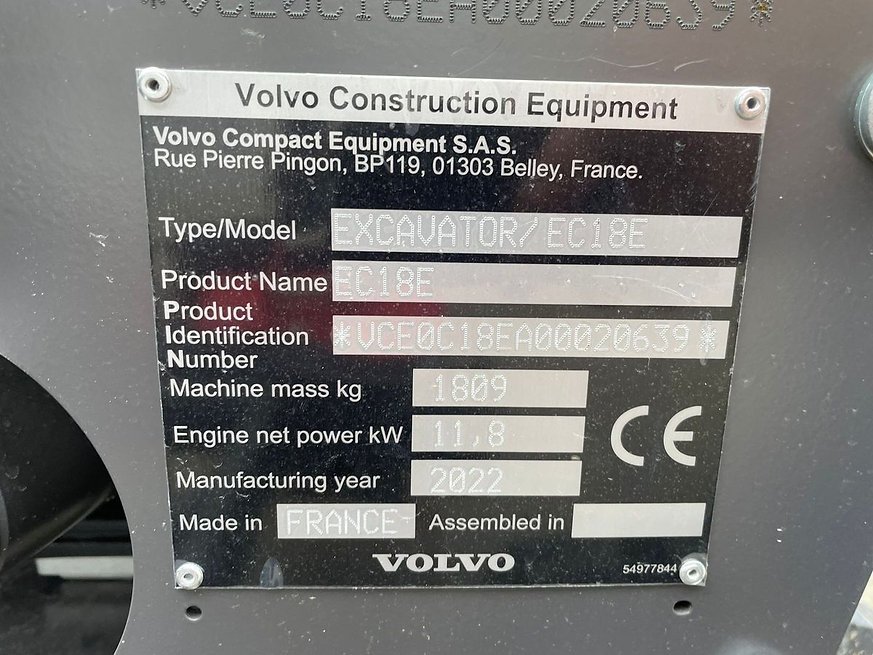 *VCE0C18EA00020639*
Volvo Construction Equipment
Volvo Compact Equipment S.A.S.
Rue Pierre Pingon, BP119, 01303 Belley, France.
Type/Model EXCAVATOR/EC18E
Product Name EC18E
Product Identification Number *VCE0C18EA00020639*
Machine mass kg 1809
Engine net power kW 11,8
CE
Manufacturing year 2022
Made in FRANCE Assembled in
VOLVO
54977844